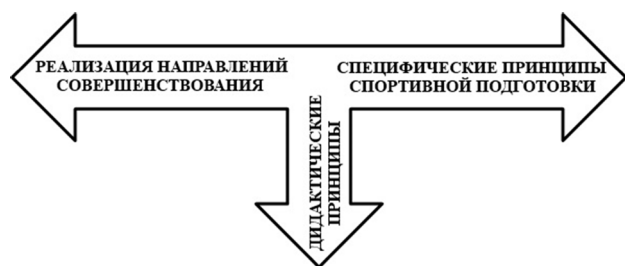 РЕАЛИЗАЦИЯ НАПРАВЛЕНИЙ
СОВЕРШЕНСТВОВАНИЯ
СПЕЦИФИЧЕСКИЕ ПРИНЦИПЫ
СПОРТИВНОЙ ПОДГОТОВКИ
ДИДАКТИЧЕСКИЕ
ПРИНЦИПЫ